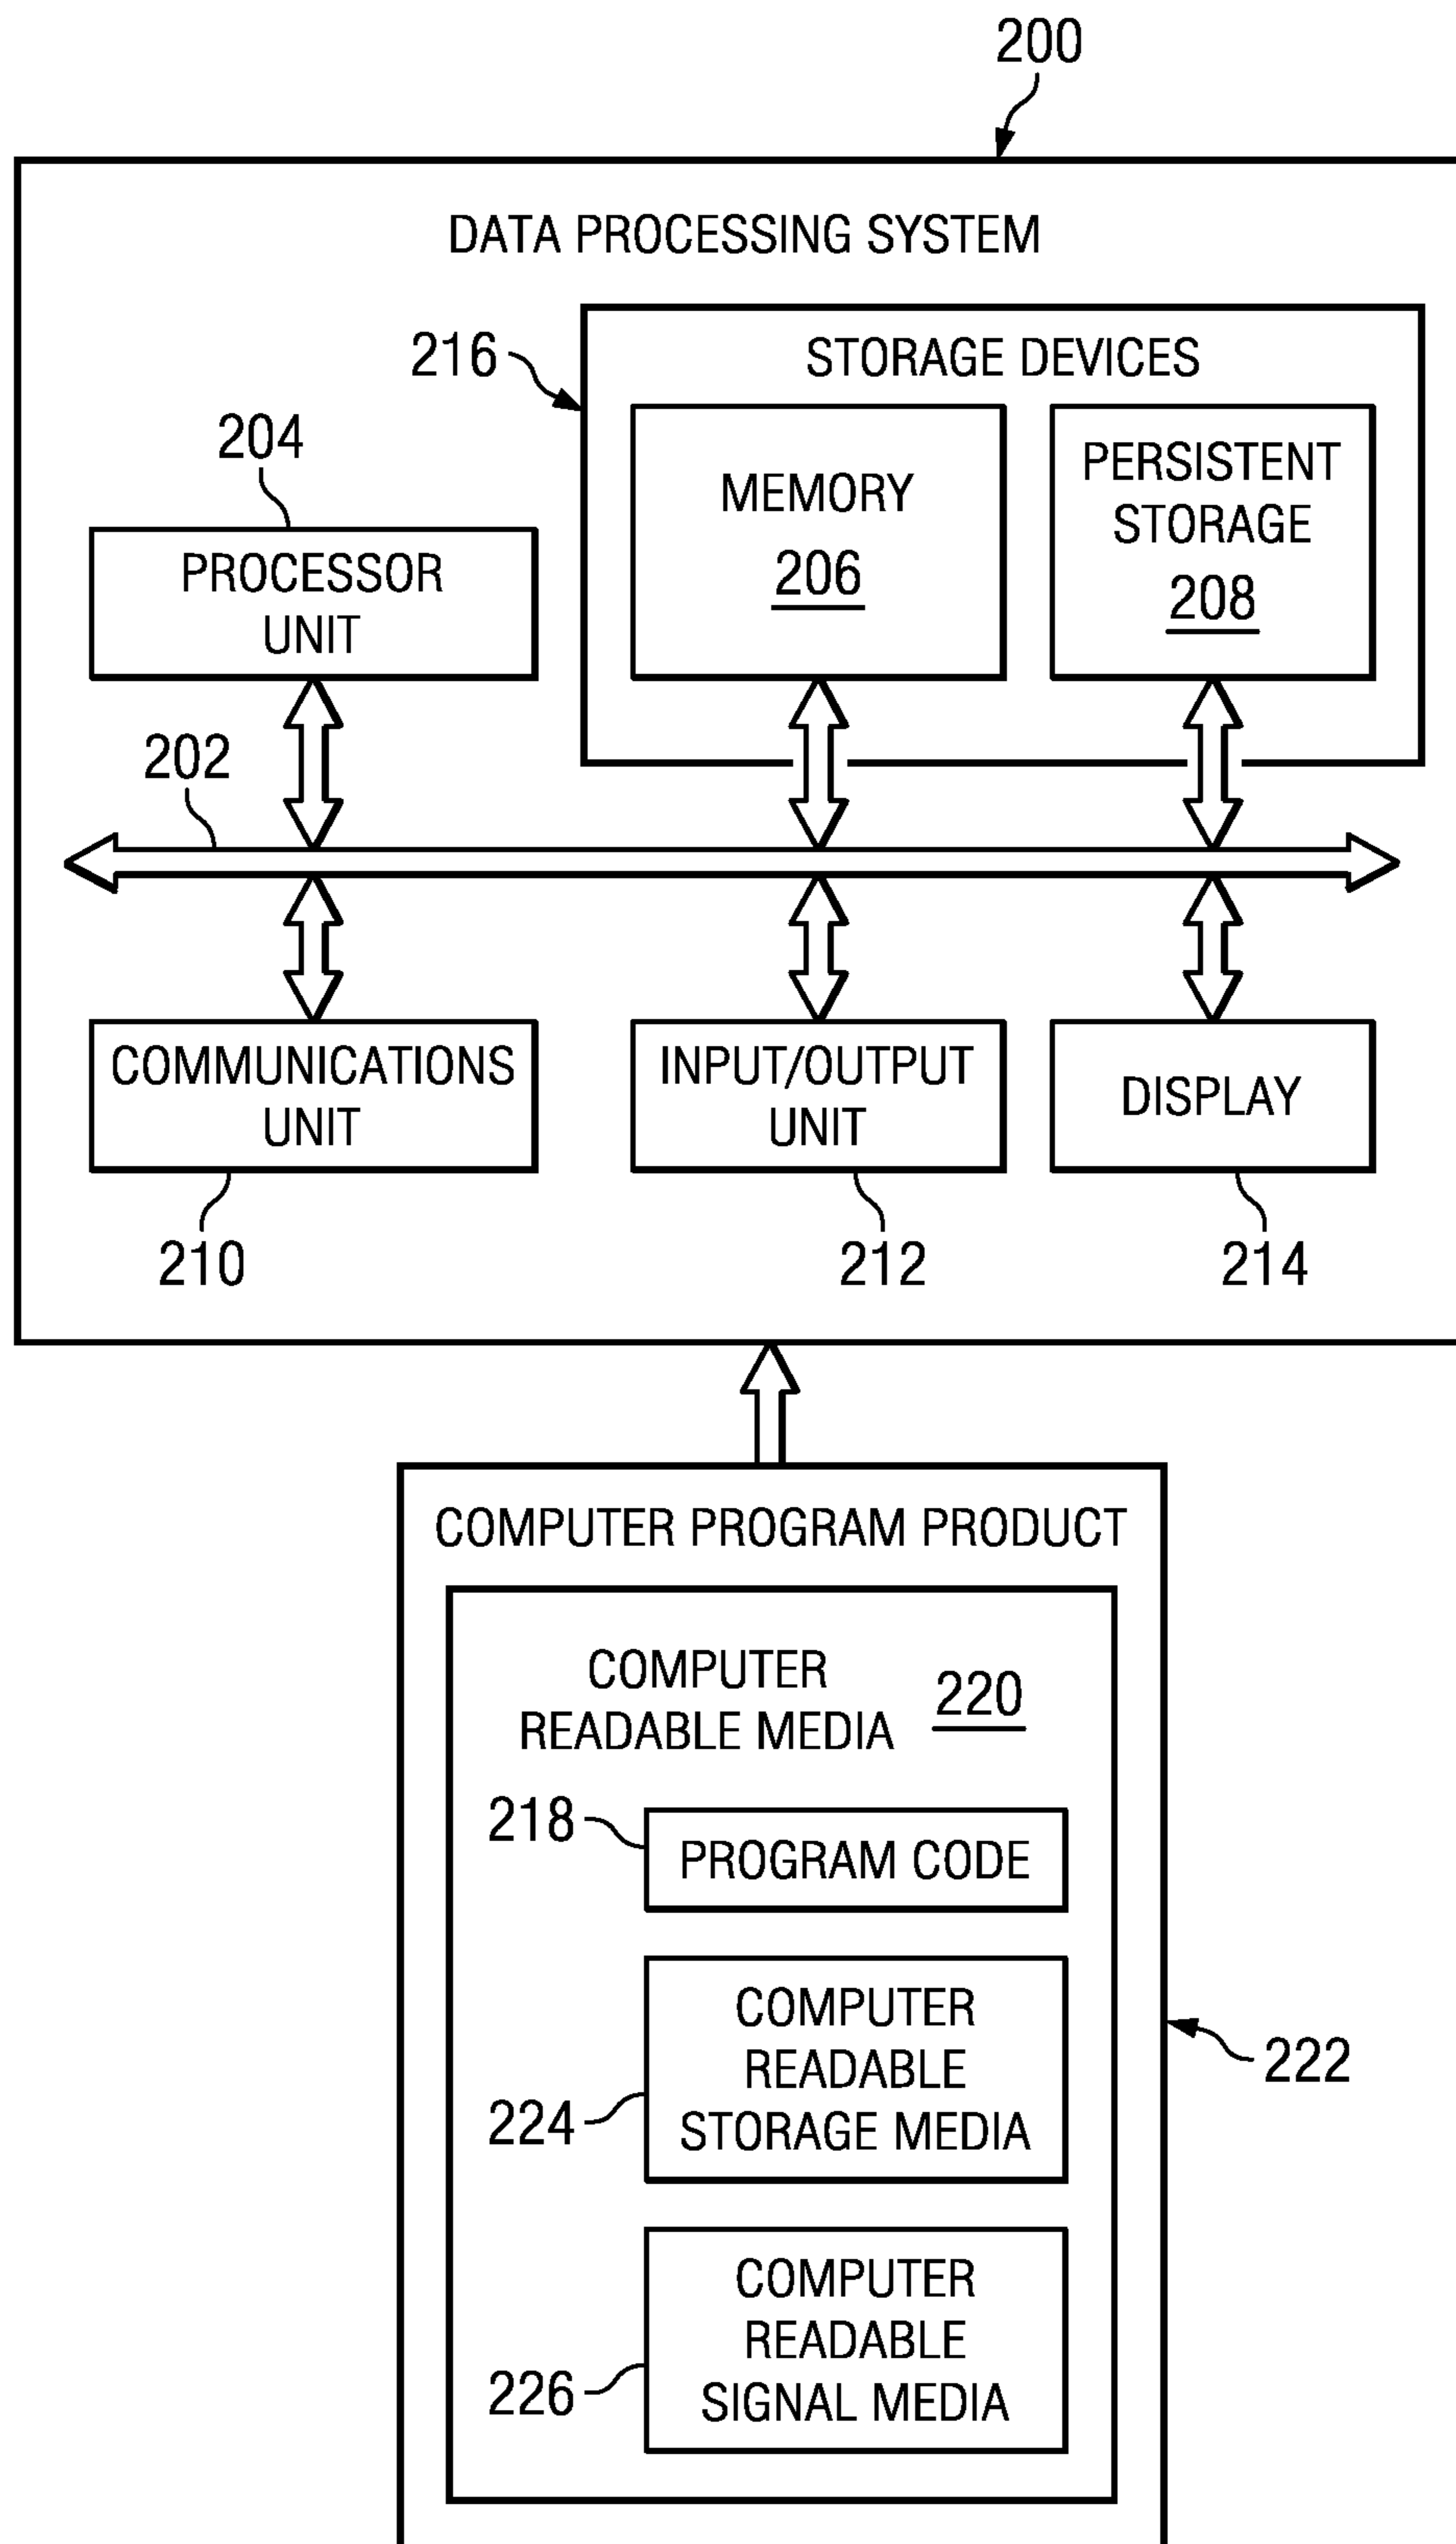 200
DATA PROCESSING SYSTEM
216
STORAGE DEVICES
204
MEMORY
206
PERSISTENT
STORAGE
208
PROCESSOR
UNIT
202
COMMUNICATIONS
UNIT
INPUT/OUTPUT
UNIT
DISPLAY
210
212
214
COMPUTER PROGRAM PRODUCT
COMPUTER
READABLE MEDIA
220
218
PROGRAM CODE
COMPUTER
READABLE
STORAGE MEDIA
224
222
COMPUTER
READABLE
SIGNAL MEDIA
226